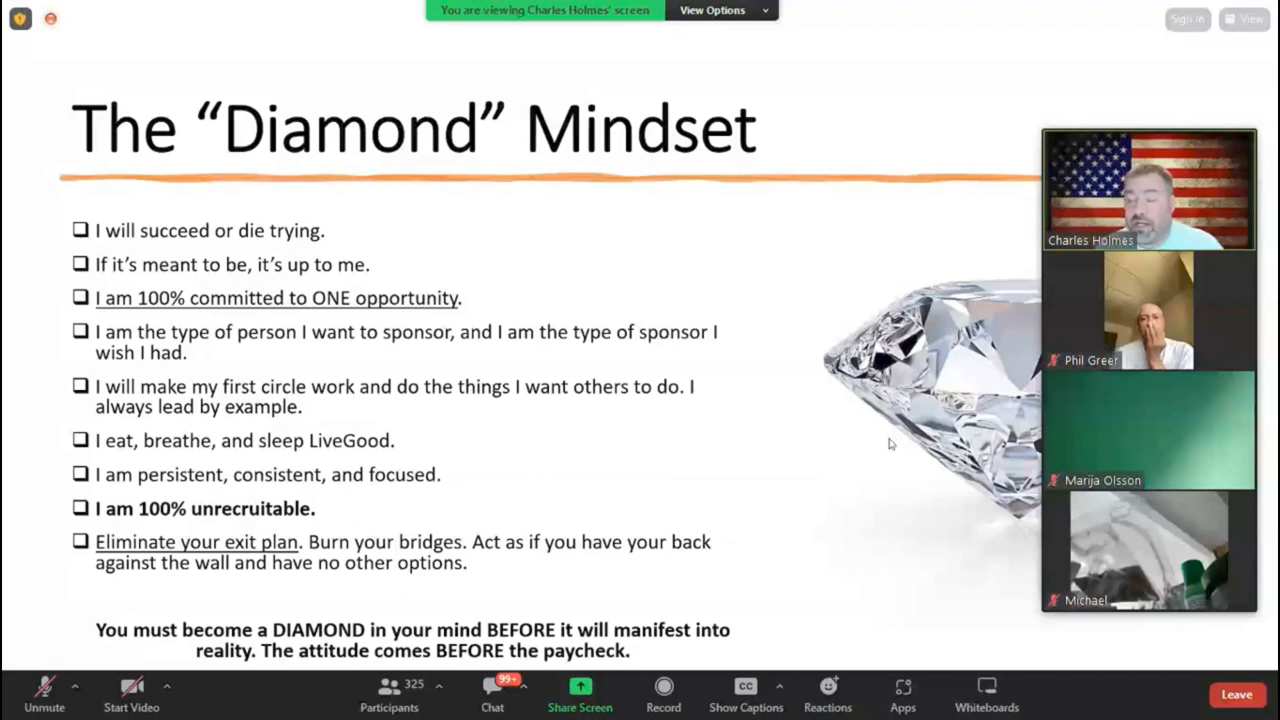 You are viewing Charles Holmes' screen
View Options
Sign in
View
The “Diamond” Mindset
I will succeed or die trying.
If it’s meant to be, it’s up to me.
I am 100% committed to ONE opportunity.
I am the type of person I want to sponsor, and I am the type of sponsor I
wish I had.
I will make my first circle work and do the things I want others to do. I
always lead by example.
I eat, breathe, and sleep LiveGood.
I am persistent, consistent, and focused.
I am 100% unrecruitable.
Eliminate your exit plan. Burn your bridges. Act as if you have your back
against the wall and have no other options.
You must become a DIAMOND in your mind BEFORE it will manifest into
reality. The attitude comes BEFORE the paycheck.
Charles Holmes
Phil Greer
Marija Olsson
Michael
Unmute
Start Video
325
Participants
99+
Chat
Share Screen
Record
CC
Show Captions
Reactions
Apps
Whiteboards
Leave